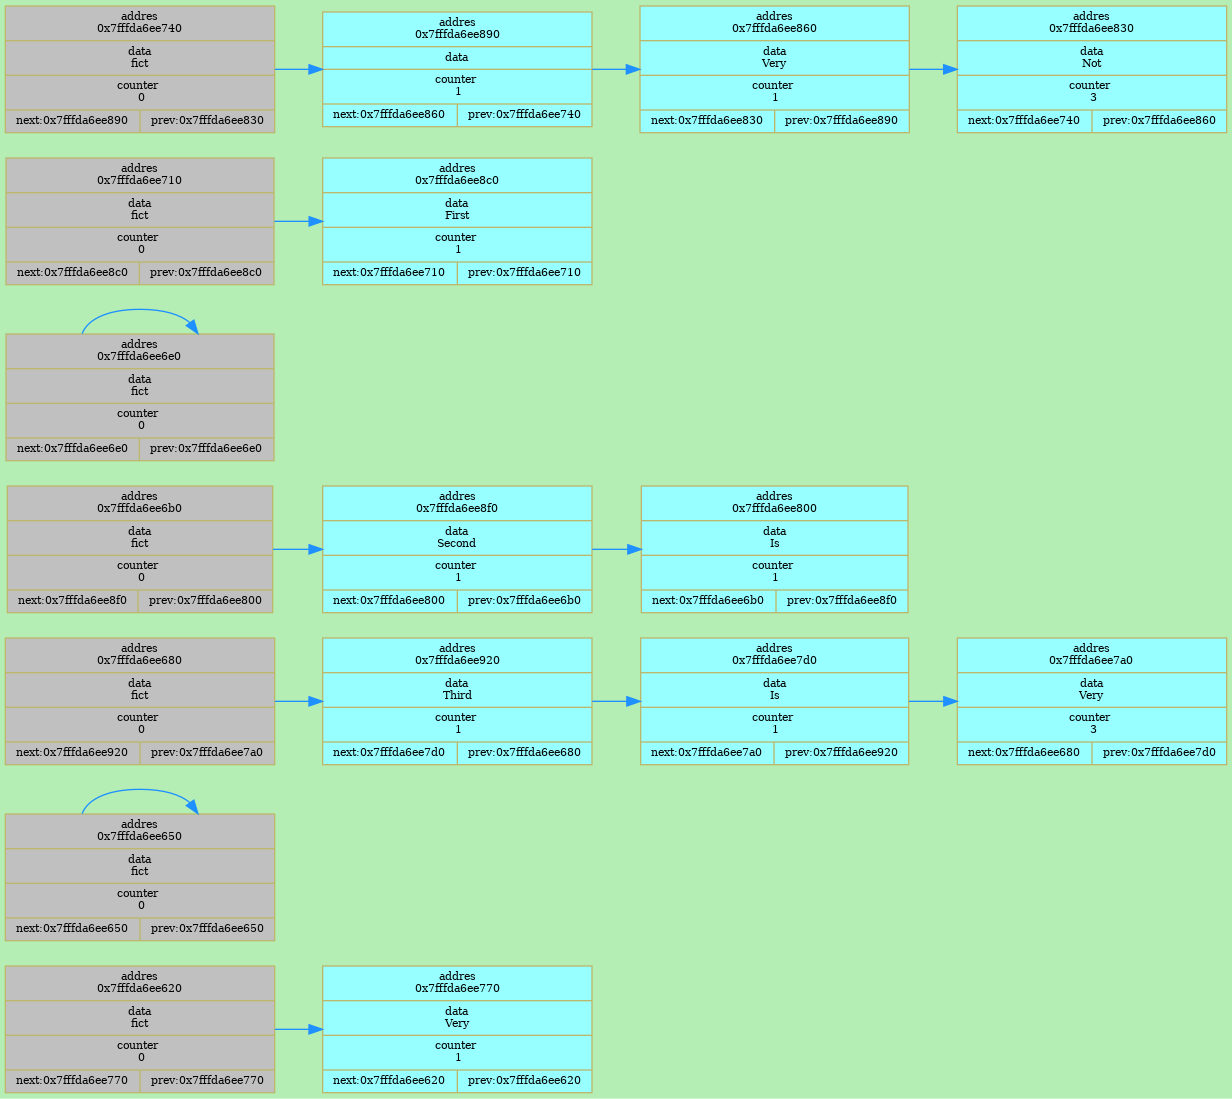 addres
0x7fffda6ee740
data
fict
counter
0
next:0x7fffda6ee890 prev:0x7fffda6ee830
addres
0x7fffda6ee890
data
counter
1
next:0x7fffda6ee860 prev:0x7fffda6ee740
addres
0x7fffda6ee860
data
Very
counter
1
next:0x7fffda6ee830 prev:0x7fffda6ee890
addres
0x7fffda6ee830
data
Not
counter
3
next:0x7fffda6ee740 prev:0x7fffda6ee860
addres
0x7fffda6ee710
data
fict
counter
0
next:0x7fffda6ee8c0 prev:0x7fffda6ee8c0
addres
0x7fffda6ee8c0
data
First
counter
1
next:0x7fffda6ee710 prev:0x7fffda6ee710
addres
0x7fffda6ee6e0
data
fict
counter
0
next:0x7fffda6ee6e0 prev:0x7fffda6ee6e0
addres
0x7fffda6ee6b0
data
fict
counter
0
next:0x7fffda6ee8f0 prev:0x7fffda6ee800
addres
0x7fffda6ee8f0
data
Second
counter
1
next:0x7fffda6ee800 prev:0x7fffda6ee6b0
addres
0x7fffda6ee800
data
Is
counter
1
next:0x7fffda6ee6b0 prev:0x7fffda6ee8f0
addres
0x7fffda6ee680
data
fict
counter
0
next:0x7fffda6ee920 prev:0x7fffda6ee7a0
addres
0x7fffda6ee920
data
Third
counter
1
next:0x7fffda6ee7d0 prev:0x7fffda6ee680
addres
0x7fffda6ee7d0
data
Is
counter
1
next:0x7fffda6ee7a0 prev:0x7fffda6ee920
addres
0x7fffda6ee7a0
data
Very
counter
3
next:0x7fffda6ee680 prev:0x7fffda6ee7d0
addres
0x7fffda6ee650
data
fict
counter
0
next:0x7fffda6ee650 prev:0x7fffda6ee650
addres
0x7fffda6ee620
data
fict
counter
0
next:0x7fffda6ee770 prev:0x7fffda6ee770
addres
0x7fffda6ee770
data
Very
counter
1
next:0x7fffda6ee620 prev:0x7fffda6ee620